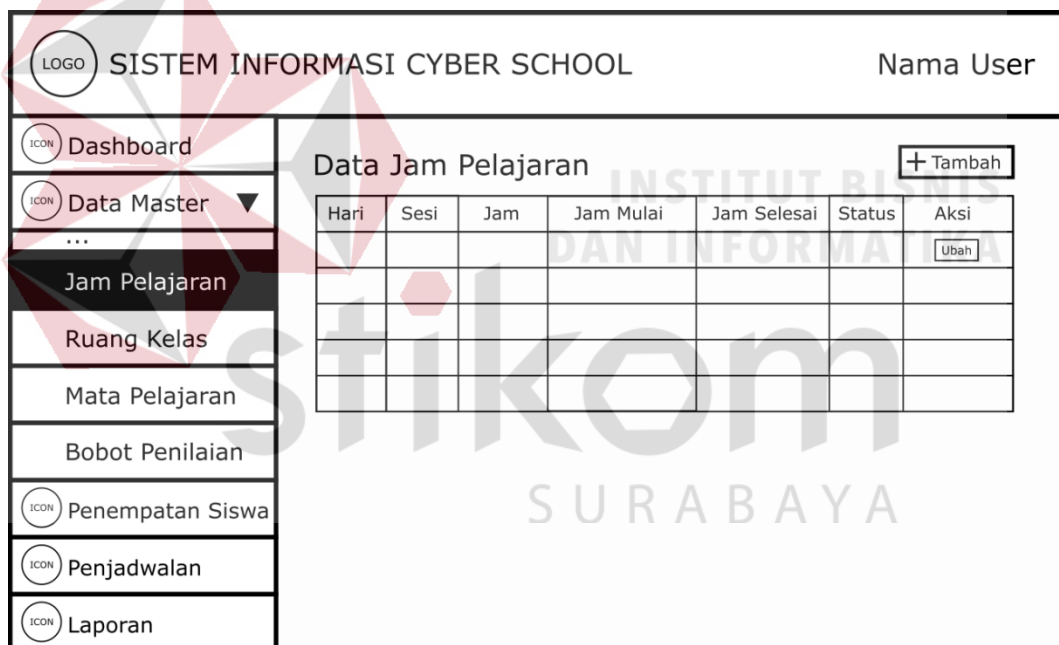 LOGO SISTEM INFORMASI CYBER SCHOOL Nama User
ICON Dashboard
ICON Data Master ▼
...
Jam Pelajaran
Ruang Kelas
Mata Pelajaran
Bobot Penilaian
ICON Penempatan Siswa
ICON Penjadwalan
ICON Laporan
Data Jam Pelajaran + Tambah
Hari Sesi Jam Jam Mulai Jam Selesai Status Aksi
Ubah
INSTITUT BISNIS
DAN INFORMATIKA
stikom
SURABAYA